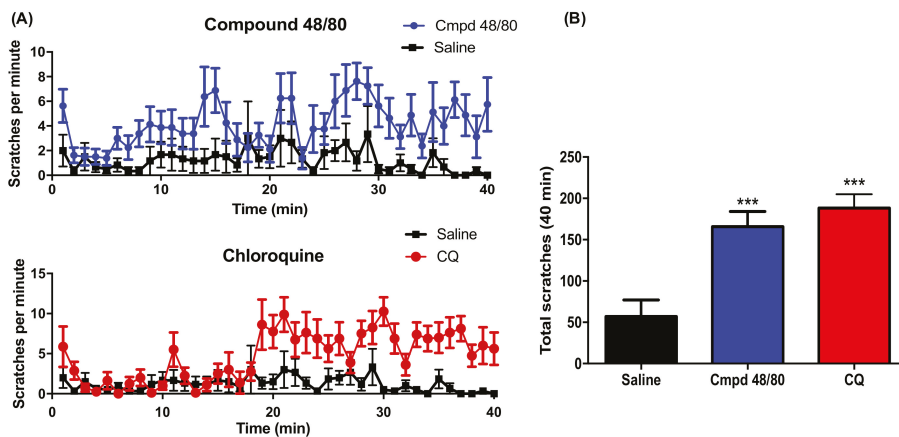 (A)
Compound 48/80
Cmpd 48/80
Saline
Scratches per minute
10
8
6
4
2
0
0 10 20 30 40
Time (min)
Chloroquine
Saline
CQ
Scratches per minute
15
10
5
0
0 10 20 30 40
Time (min)
(B)
Total scratches (40 min)
250
200
150
100
50
0
***
***
Saline Cmpd 48/80 CQ